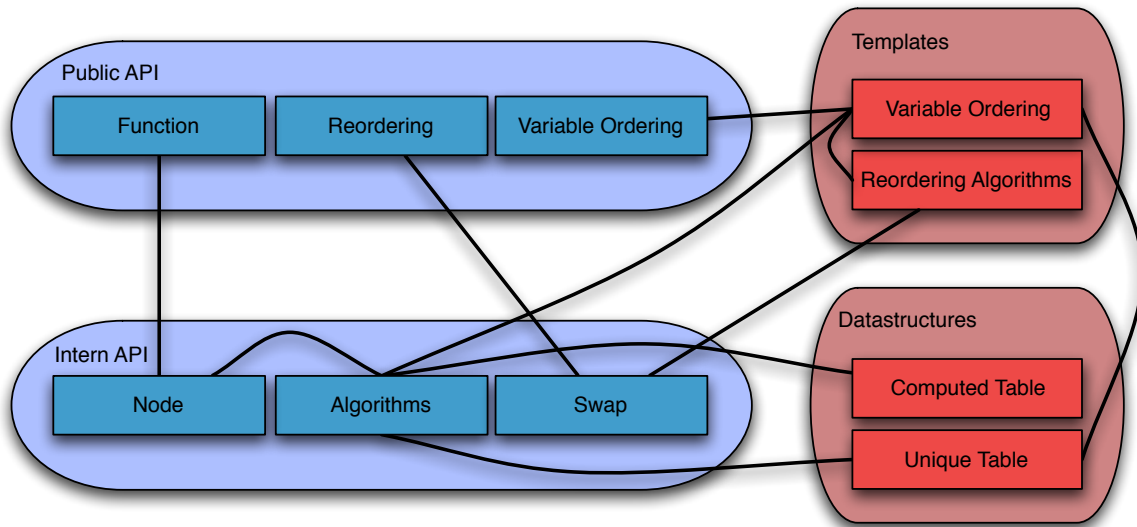 Public API
Function
Reordering
Variable Ordering
Templates
Variable Ordering
Reordering Algorithms
Intern API
Node
Algorithms
Swap
Datastructures
Computed Table
Unique Table